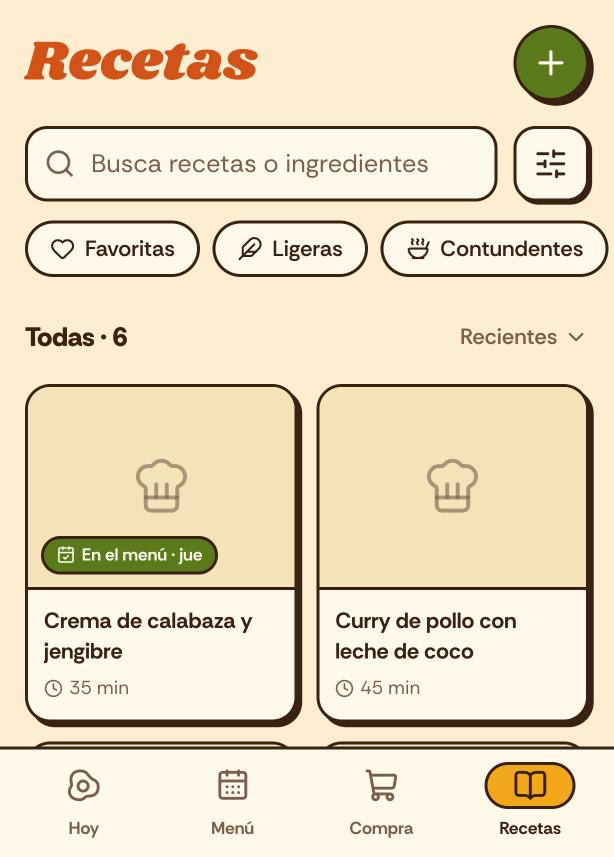 Recetas
Busca recetas o ingredientes
Favoritas
Ligeras
Contundentes
Todas · 6
Recientes
En el menú · jue
Crema de calabaza y
jengibre
35 min
Curry de pollo con
leche de coco
45 min
Hoy
Menú
Compra
Recetas